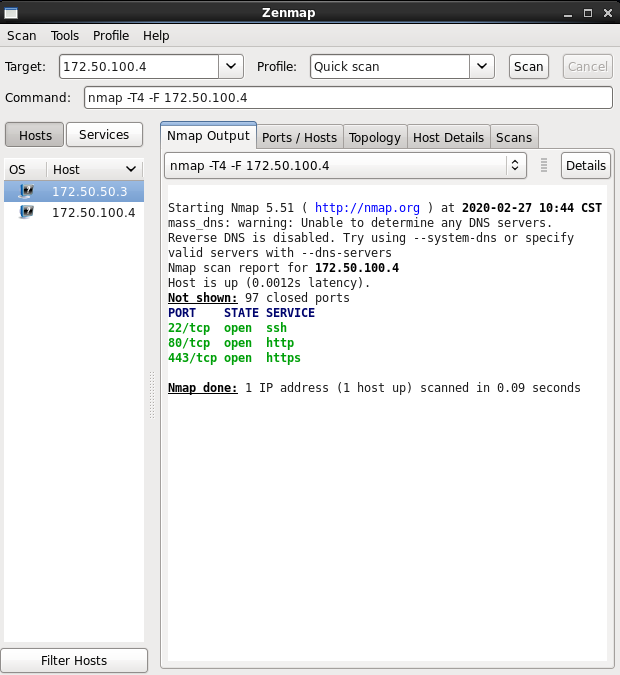 Zenmap
Scan Tools Profile Help
Target: 172.50.100.4 Profile: Quick scan Scan Cancel
Command: nmap -T4 -F 172.50.100.4
Hosts Services
Nmap Output Ports / Hosts Topology Host Details Scans
OS Host
172.50.50.3
172.50.100.4
Filter Hosts
nmap -T4 -F 172.50.100.4 Details
Starting Nmap 5.51 ( http://nmap.org ) at 2020-02-27 10:44 CST
mass_dns: warning: Unable to determine any DNS servers.
Reverse DNS is disabled. Try using --system-dns or specify
valid servers with --dns-servers
Nmap scan report for 172.50.100.4
Host is up (0.0012s latency).
Not shown: 97 closed ports
PORT STATE SERVICE
22/tcp open ssh
80/tcp open http
443/tcp open https
Nmap done: 1 IP address (1 host up) scanned in 0.09 seconds